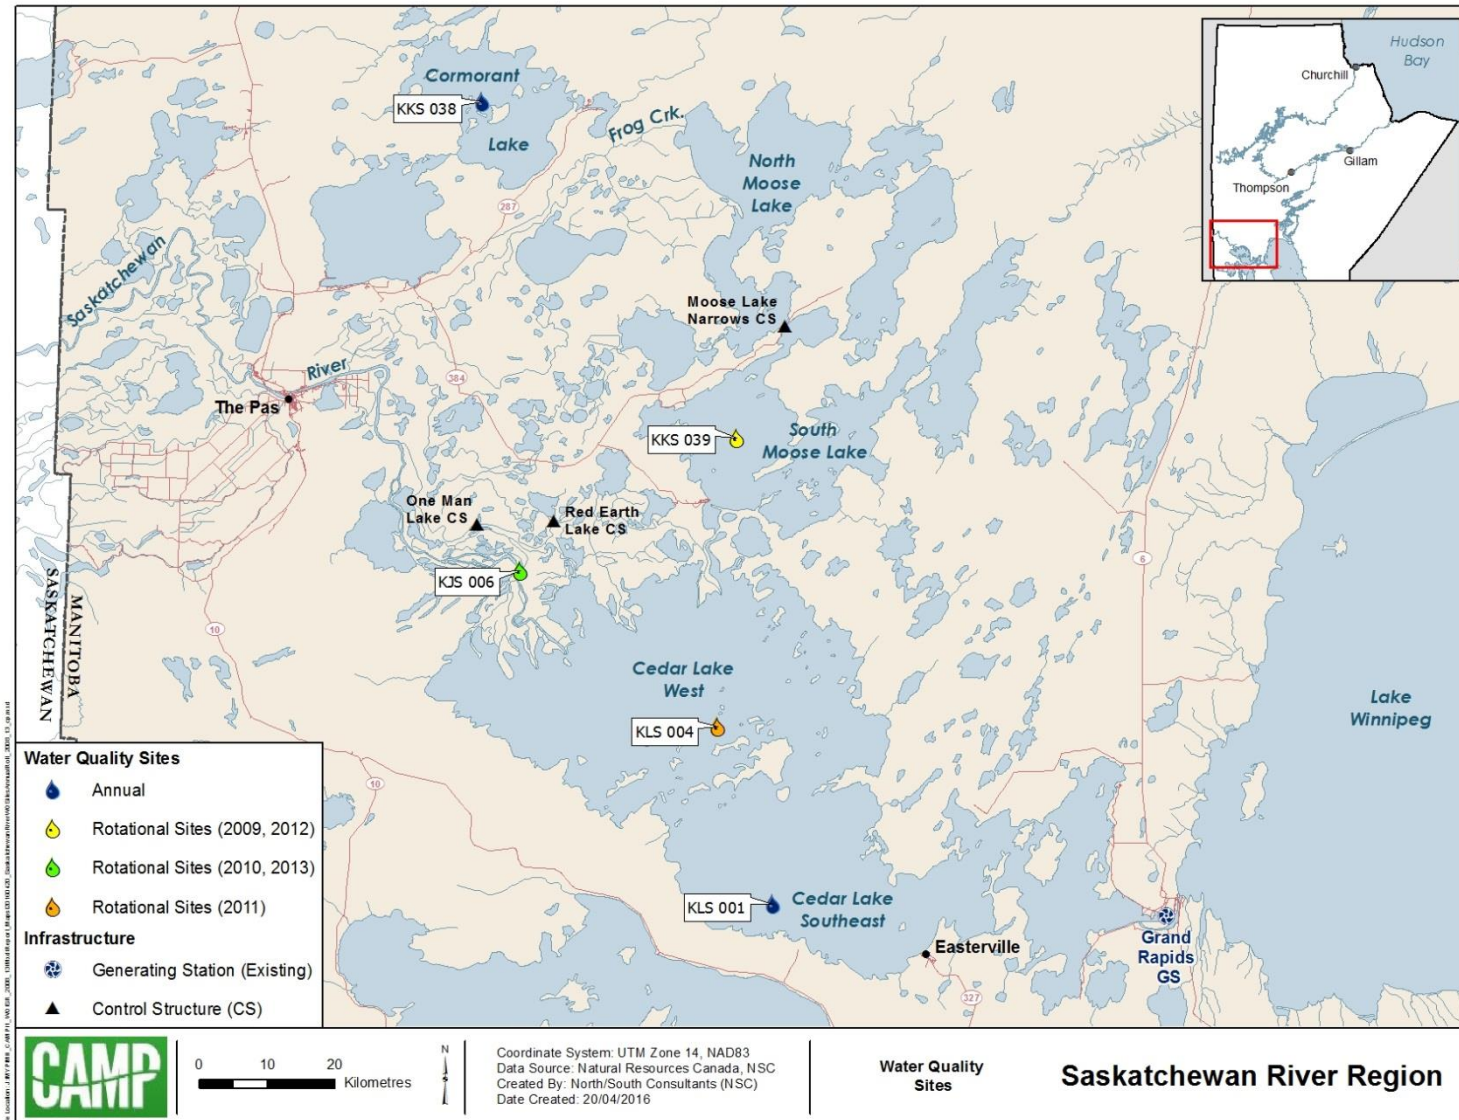 Cormorant
Lake
KKS 038
Frog Crk.
North
Moose
Lake
287
Saskatchewan
River
Moose Lake
Narrows CS
384
The Pas
KKS 039
South
Moose Lake
One Man
Lake CS
Red Earth
Lake CS
KJS 006
6
SASKATCHEWAN
MANITOBA
10
Cedar Lake
West
KLS 004
Lake
Winnipeg
10
KLS 001
Cedar Lake
Southeast
Easterville
327
Grand
Rapids
GS
Hudson
Bay
Churchill
Gillam
Thompson
Water Quality Sites
Annual
Rotational Sites (2009, 2012)
Rotational Sites (2010, 2013)
Rotational Sites (2011)
Infrastructure
Generating Station (Existing)
Control Structure (CS)
CAMP
0 10 20
Kilometres
N
Coordinate System: UTM Zone 14, NAD83
Data Source: Natural Resources Canada, NSC
Created By: North/South Consultants (NSC)
Date Created: 20/04/2016
Water Quality
Sites
Saskatchewan River Region